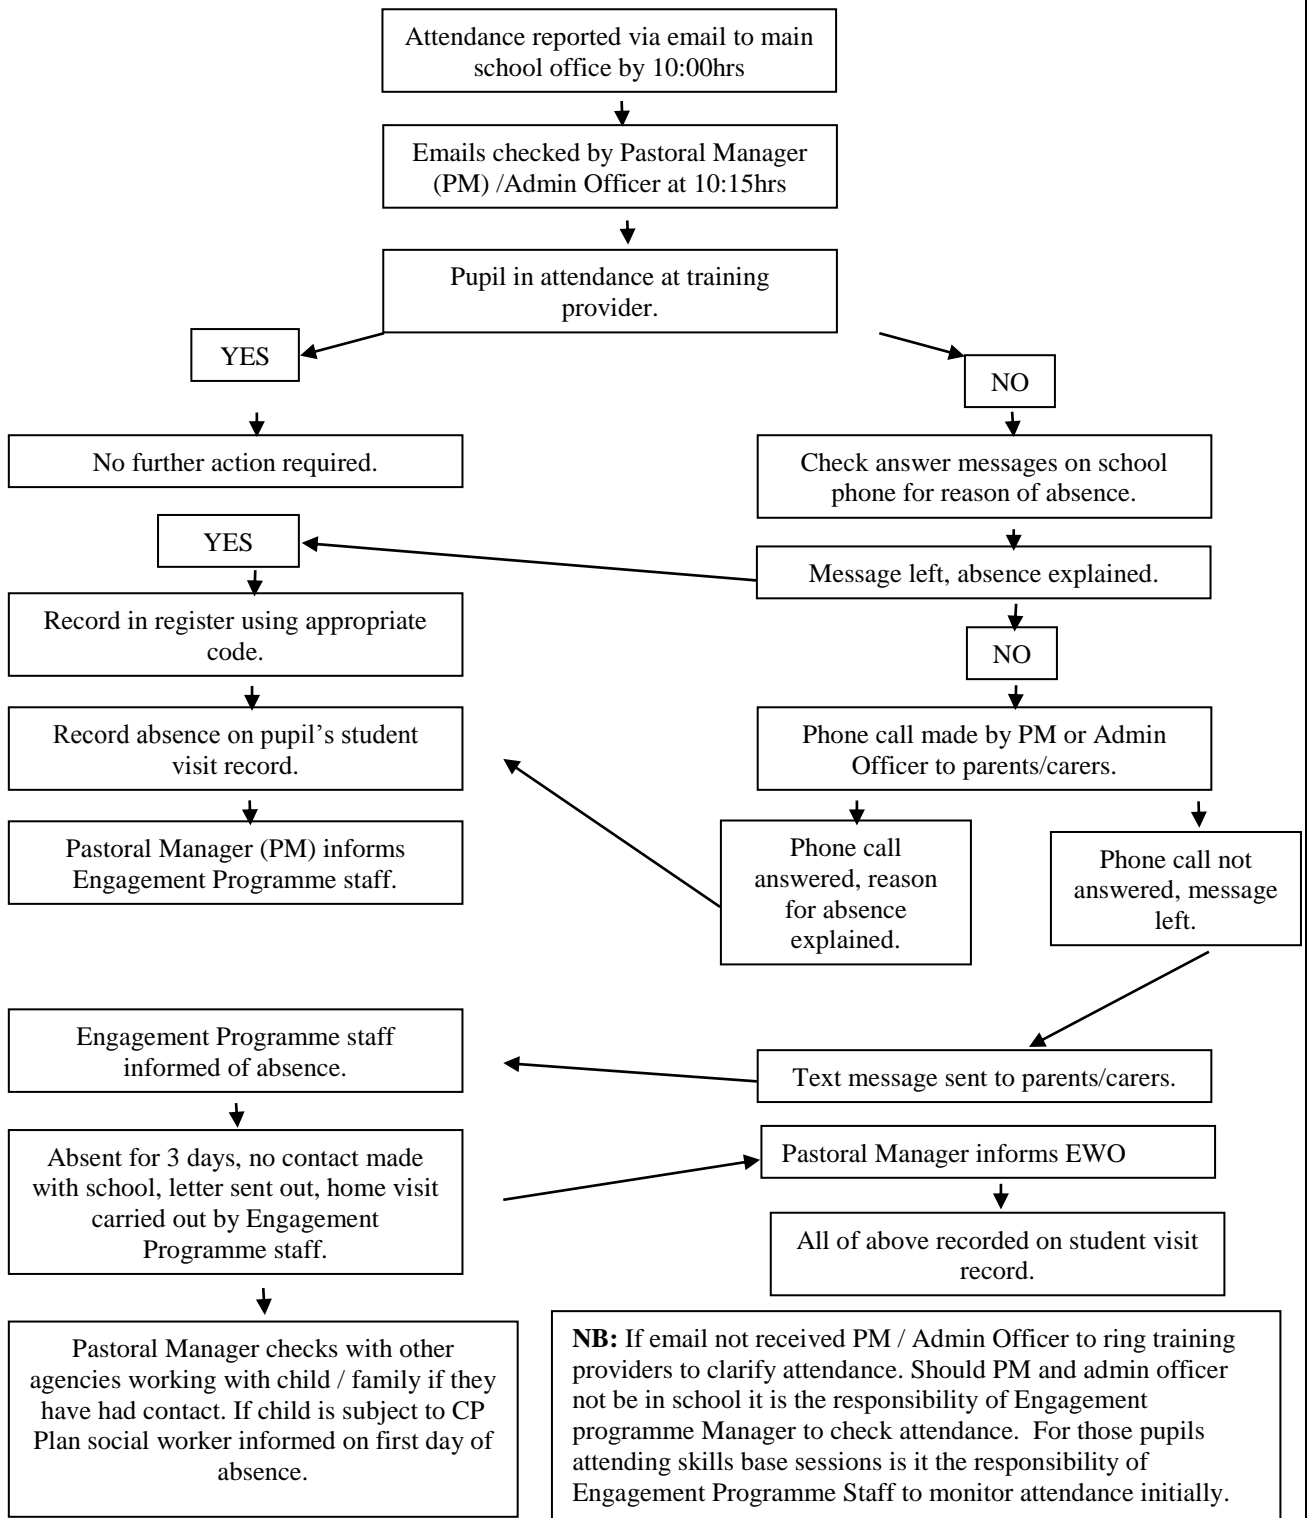 Attendance reported via email to main
school office by 10:00hrs
Emails checked by Pastoral Manager
(PM) /Admin Officer at 10:15hrs
Pupil in attendance at training
provider.
YES
NO
No further action required.
Check answer messages on school
phone for reason of absence.
YES
Message left, absence explained.
Record in register using appropriate
code.
NO
Record absence on pupil's student
visit record.
Phone call made by PM or Admin
Officer to parents/carers.
Pastoral Manager (PM) informs
Engagement Programme staff.
Phone call
answered, reason
for absence
explained.
Phone call not
answered, message
left.
Engagement Programme staff
informed of absence.
Text message sent to parents/carers.
Absent for 3 days, no contact made
with school, letter sent out, home visit
carried out by Engagement
Programme staff.
Pastoral Manager informs EWO
All of above recorded on student visit
record.
Pastoral Manager checks with other
agencies working with child / family if they
have had contact. If child is subject to CP
Plan social worker informed on first day of
absence.
NB: If email not received PM / Admin Officer to ring training
providers to clarify attendance. Should PM and admin officer
not be in school it is the responsibility of Engagement
programme Manager to check attendance.  For those pupils
attending skills base sessions is it the responsibility of
Engagement Programme Staff to monitor attendance initially.